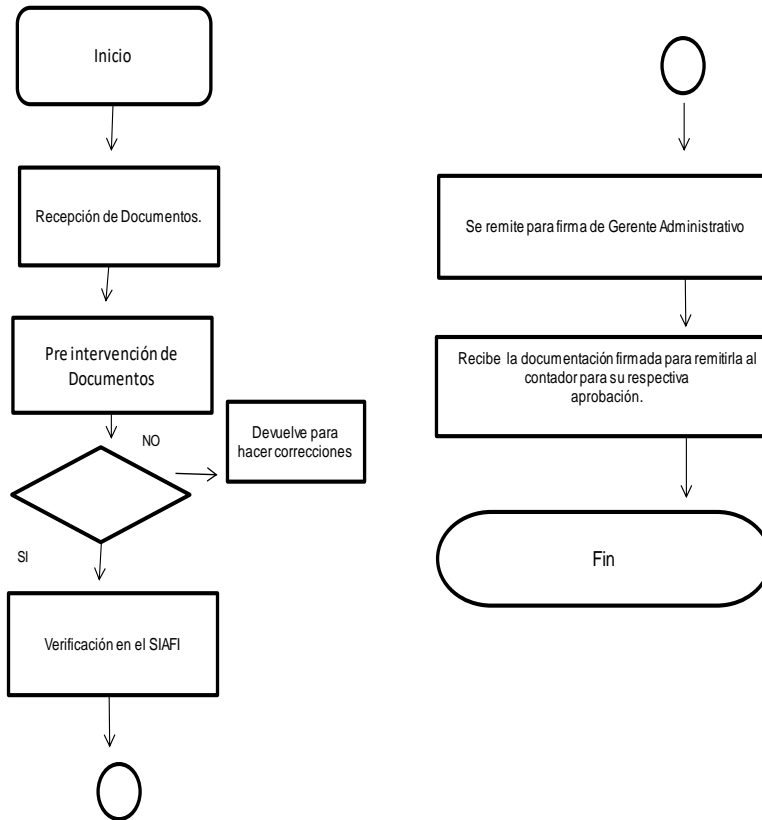 Inicio
Recepción de Documentos.
Pre intervención de
Documentos
NO
Devuelve para
hacer correcciones
SI
Verificación en el SIAFI
Se remite para firma de Gerente Administrativo
Recibe la documentación firmada para remitirla al
contador para su respectiva
aprobación.
Fin